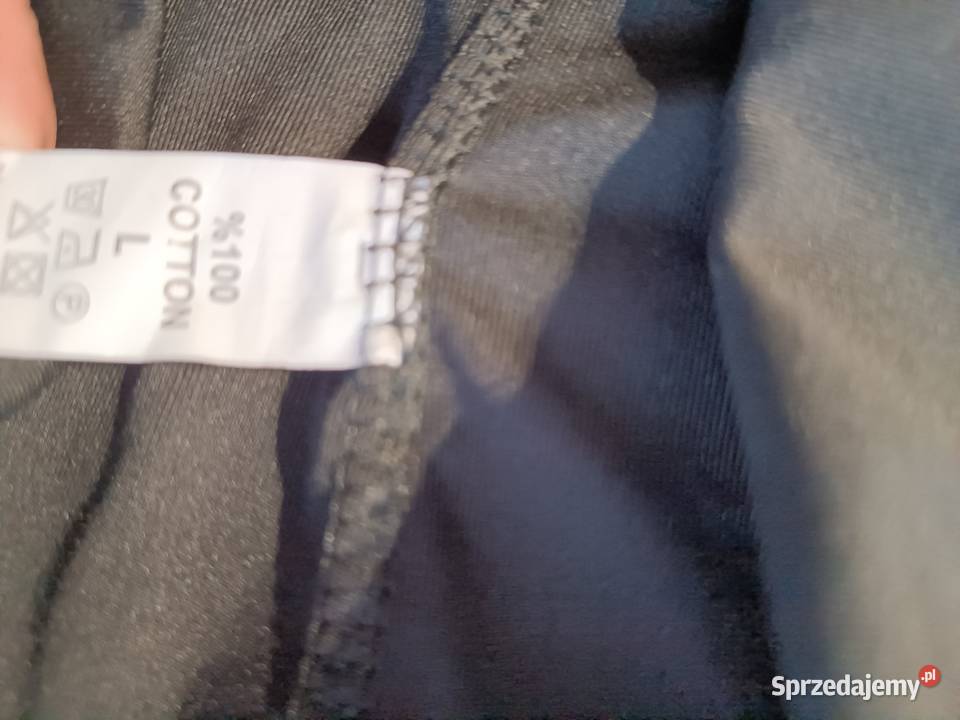 %100
COTTON
L
Sprzedajemy.pl